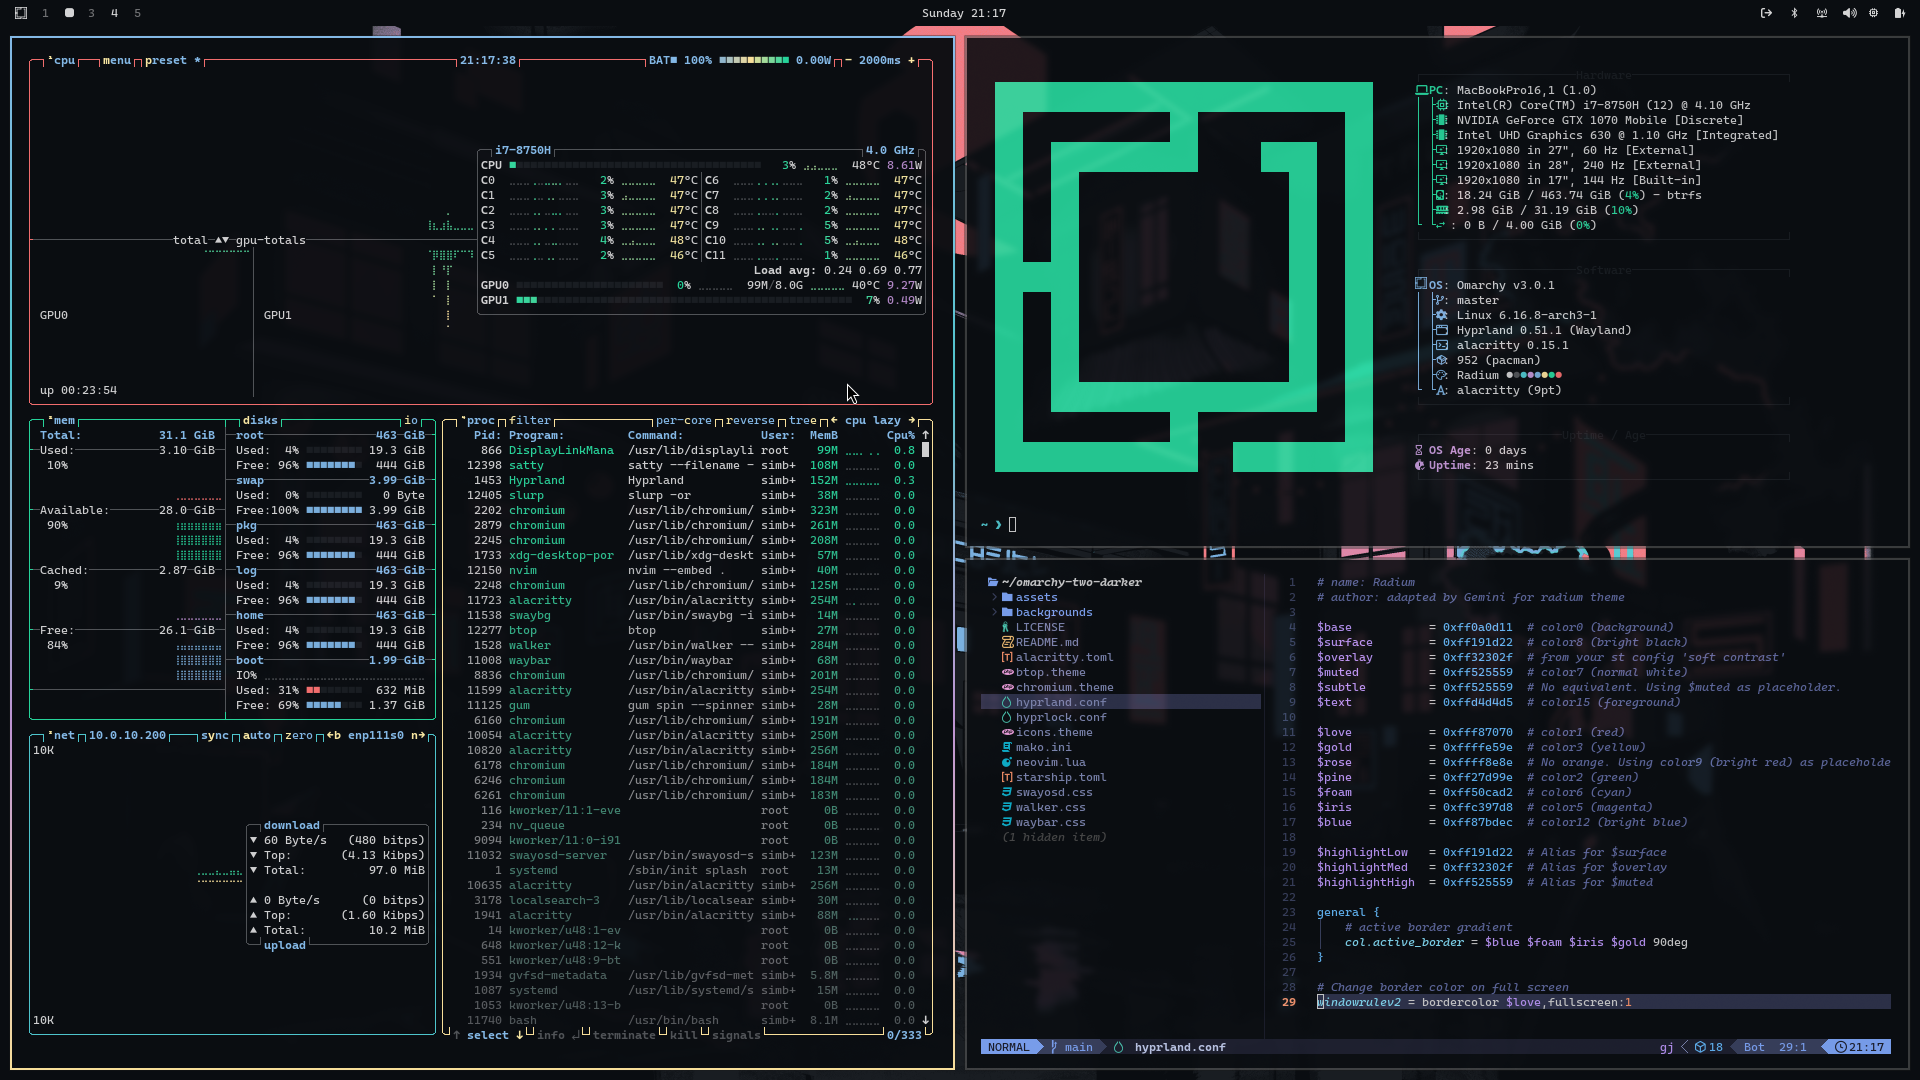 1 3 4 5
Sunday 21:17
cpu menu preset * 21:17:38 BAT 100% 0.00W - 2000ms +
i7-8750H 4.0 GHz
CPU 3% 48°C 8.61W
C0 2% 47°C C6 1% 47°C
C1 3% 47°C C7 2% 47°C
C2 3% 47°C C8 2% 47°C
C3 3% 47°C C9 5% 47°C
C4 4% 48°C C10 5% 48°C
C5 2% 46°C C11 1% 46°C
Load avg: 0.24 0.69 0.77
GPU0 0% 99M/8.0G 40°C 9.27W
GPU1 7% 0.49W
total ▲▼ gpu-totals
GPU0 GPU1
up 00:23:54
mem disks io
Total: 31.1 GiB
Used: 3.10 GiB
10%
Available: 28.0 GiB
90%
Cached: 2.87 GiB
9%
Free: 26.1 GiB
84%
root 463 GiB
Used: 4% 19.3 GiB
Free: 96% 444 GiB
swap 3.99 GiB
Used: 0% 0 Byte
Free:100% 3.99 GiB
pkg 463 GiB
Used: 4% 19.3 GiB
Free: 96% 444 GiB
log 463 GiB
Used: 4% 19.3 GiB
Free: 96% 444 GiB
home 463 GiB
Used: 4% 19.3 GiB
Free: 96% 444 GiB
boot 1.99 GiB
IO%
Used: 31% 632 MiB
Free: 69% 1.37 GiB
net 10.0.10.200 sync auto zero ←b enp111s0 n→
10K
download
▼ 60 Byte/s (480 bitps)
▼ Top: (4.13 Kibps)
▼ Total: 97.0 MiB
▲ 0 Byte/s (0 bitps)
▲ Top: (1.60 Kibps)
▲ Total: 10.2 MiB
upload
10K
proc filter per-core reverse tree ← cpu lazy →
Pid: Program: Command: User: MemB Cpu% ↑
866 DisplayLinkMana /usr/lib/displayli root 99M 0.8
12398 satty satty --filename - simb+ 108M 0.0
1453 Hyprland Hyprland simb+ 152M 0.3
12405 slurp slurp -or simb+ 38M 0.0
2202 chromium /usr/lib/chromium/ simb+ 323M 0.0
2879 chromium /usr/lib/chromium/ simb+ 261M 0.0
2245 chromium /usr/lib/chromium/ simb+ 208M 0.0
1733 xdg-desktop-por /usr/lib/xdg-deskt simb+ 57M 0.0
12150 nvim nvim --embed . simb+ 40M 0.0
2248 chromium /usr/lib/chromium/ simb+ 125M 0.0
11723 alacritty /usr/bin/alacritty simb+ 254M 0.0
11538 swaybg /usr/bin/swaybg -i simb+ 14M 0.0
12277 btop btop simb+ 27M 0.0
1528 walker /usr/bin/walker -- simb+ 284M 0.0
11008 waybar /usr/bin/waybar simb+ 68M 0.0
8836 chromium /usr/lib/chromium/ simb+ 201M 0.0
11599 alacritty /usr/bin/alacritty simb+ 254M 0.0
11125 gum gum spin --spinner simb+ 28M 0.0
6160 chromium /usr/lib/chromium/ simb+ 191M 0.0
10054 alacritty /usr/bin/alacritty simb+ 250M 0.0
10820 alacritty /usr/bin/alacritty simb+ 256M 0.0
6178 chromium /usr/lib/chromium/ simb+ 184M 0.0
6246 chromium /usr/lib/chromium/ simb+ 184M 0.0
6261 chromium /usr/lib/chromium/ simb+ 183M 0.0
116 kworker/11:1-eve root 0B 0.0
234 nv_queue root 0B 0.0
9094 kworker/11:0-i91 root 0B 0.0
11032 swayosd-server /usr/bin/swayosd-s simb+ 123M 0.0
1 systemd /sbin/init splash root 13M 0.0
10635 alacritty /usr/bin/alacritty simb+ 256M 0.0
3178 localsearch-3 /usr/lib/localsear simb+ 30M 0.0
1941 alacritty /usr/bin/alacritty simb+ 88M 0.0
14 kworker/u48:1-ev root 0B 0.0
648 kworker/u48:12-k root 0B 0.0
551 kworker/u48:9-bt root 0B 0.0
1934 gvfsd-metadata /usr/lib/gvfsd-met simb+ 5.8M 0.0
1087 systemd /usr/lib/systemd/s simb+ 15M 0.0
1053 kworker/u48:13-b root 0B 0.0
11740 bash /usr/bin/bash simb+ 8.1M 0.0 ↓
↑ select ↓ info ↵ terminate kill signals 0/333
Hardware
PC: MacBookPro16,1 (1.0)
: Intel(R) Core(TM) i7-8750H (12) @ 4.10 GHz
: NVIDIA GeForce GTX 1070 Mobile [Discrete]
: Intel UHD Graphics 630 @ 1.10 GHz [Integrated]
: 1920x1080 in 27", 60 Hz [External]
: 1920x1080 in 28", 240 Hz [External]
: 1920x1080 in 17", 144 Hz [Built-in]
: 18.24 GiB / 463.74 GiB (4%) - btrfs
: 2.98 GiB / 31.19 GiB (10%)
: 0 B / 4.00 GiB (0%)
Software
OS: Omarchy v3.0.1
: master
: Linux 6.16.8-arch3-1
: Hyprland 0.51.1 (Wayland)
: alacritty 0.15.1
: 952 (pacman)
: Radium
: alacritty (9pt)
Uptime / Age
OS Age: 0 days
Uptime: 23 mins
~ ❯
~/omarchy-two-darker
assets
backgrounds
LICENSE
README.md
alacritty.toml
btop.theme
chromium.theme
hyprland.conf
hyprlock.conf
icons.theme
mako.ini
neovim.lua
starship.toml
swayosd.css
walker.css
waybar.css
(1 hidden item)
1 # name: Radium
2 # author: adapted by Gemini for radium theme
3
4 $base = 0xff0a0d11 # color0 (background)
5 $surface = 0xff191d22 # color8 (bright black)
6 $overlay = 0xff32302f # from your st config 'soft contrast'
7 $muted = 0xff525559 # color7 (normal white)
8 $subtle = 0xff525559 # No equivalent. Using $muted as placeholder.
9 $text = 0xffd4d4d5 # color15 (foreground)
10
11 $love = 0xfff87070 # color1 (red)
12 $gold = 0xffffe59e # color3 (yellow)
13 $rose = 0xffff8e8e # No orange. Using color9 (bright red) as placeholde
14 $pine = 0xff27d99e # color2 (green)
15 $foam = 0xff50cad2 # color6 (cyan)
16 $iris = 0xffc397d8 # color5 (magenta)
17 $blue = 0xff87bdec # color12 (bright blue)
18
19 $highlightLow = 0xff191d22 # Alias for $surface
20 $highlightMed = 0xff32302f # Alias for $overlay
21 $highlightHigh = 0xff525559 # Alias for $muted
22
23 general {
24 # active border gradient
25 col.active_border = $blue $foam $iris $gold 90deg
26 }
27
28 # Change border color on full screen
29 windowrulev2 = bordercolor $love,fullscreen:1
NORMAL main hyprland.conf gj 18 Bot 29:1 21:17